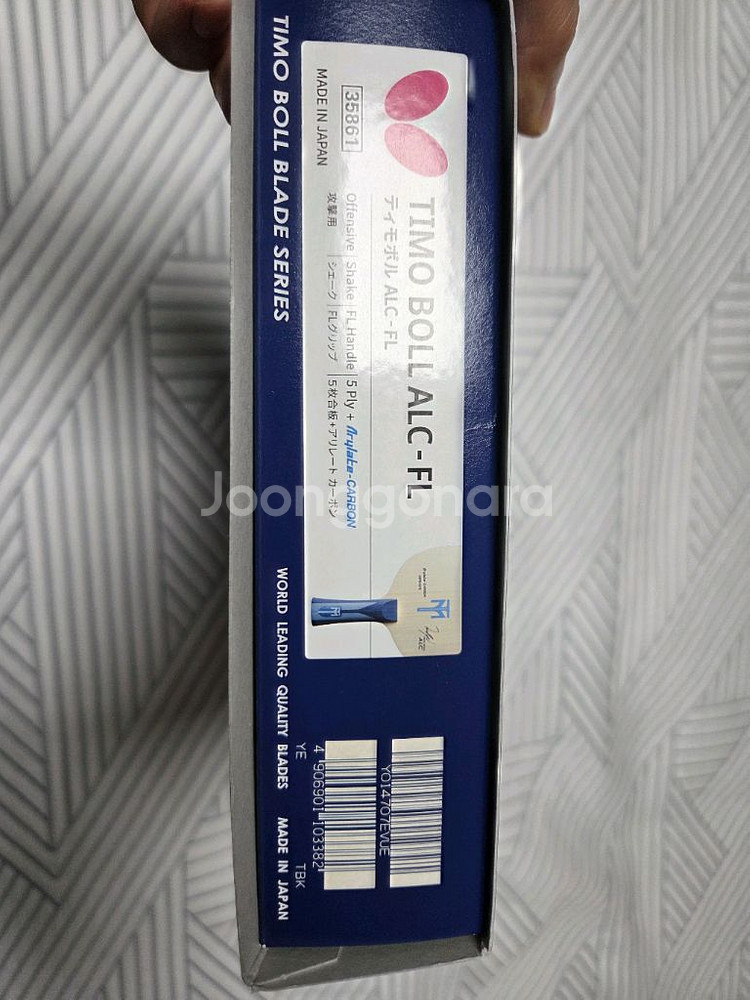 TIMO BOLL ALC-FL
ティモボル ALC-FL
35861
MADE IN JAPAN
Offensive | Shake | FL Handle | 5 Ply + Arylate-CARBON
攻撃用 | シェーク | FLグリップ | 5枚合板+アリレート カーボン
ALC
TIMO BOLL BLADE SERIES
WORLD LEADING QUALITY BLADES MADE IN JAPAN
Y014707EVUE
4 906901 103382
YE TBK
Joonggonara